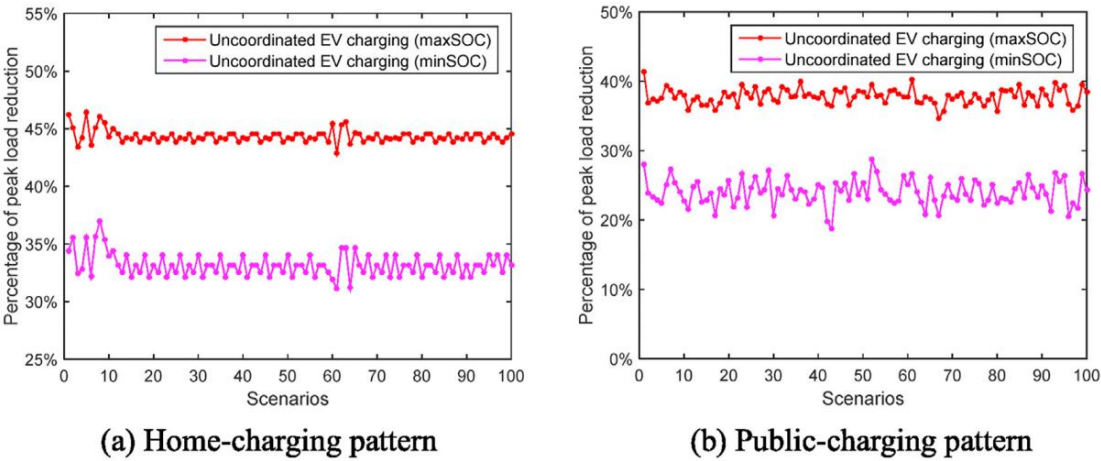 55%
50%
45%
40%
35%
30%
25%
Percentage of peak load reduction
Uncoordinated EV charging (maxSOC)
Uncoordinated EV charging (minSOC)
0 10 20 30 40 50 60 70 80 90 100
Scenarios
(a) Home-charging pattern
50%
40%
30%
20%
10%
0%
Percentage of peak load reduction
Uncoordinated EV charging (maxSOC)
Uncoordinated EV charging (minSOC)
0 10 20 30 40 50 60 70 80 90 100
Scenarios
(b) Public-charging pattern